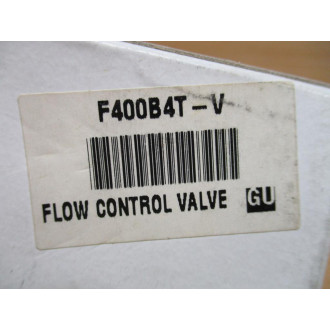 F400B4T-V
FLOW CONTROL VALVE GU